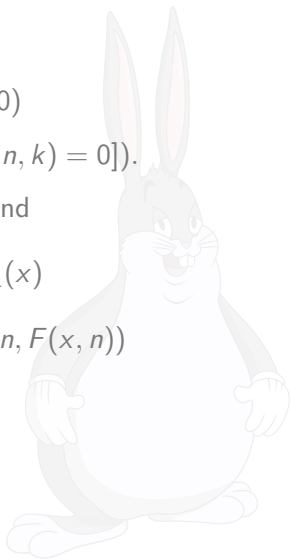 0)
n, k) = 0]).
nd
(x)
n, F(x, n))